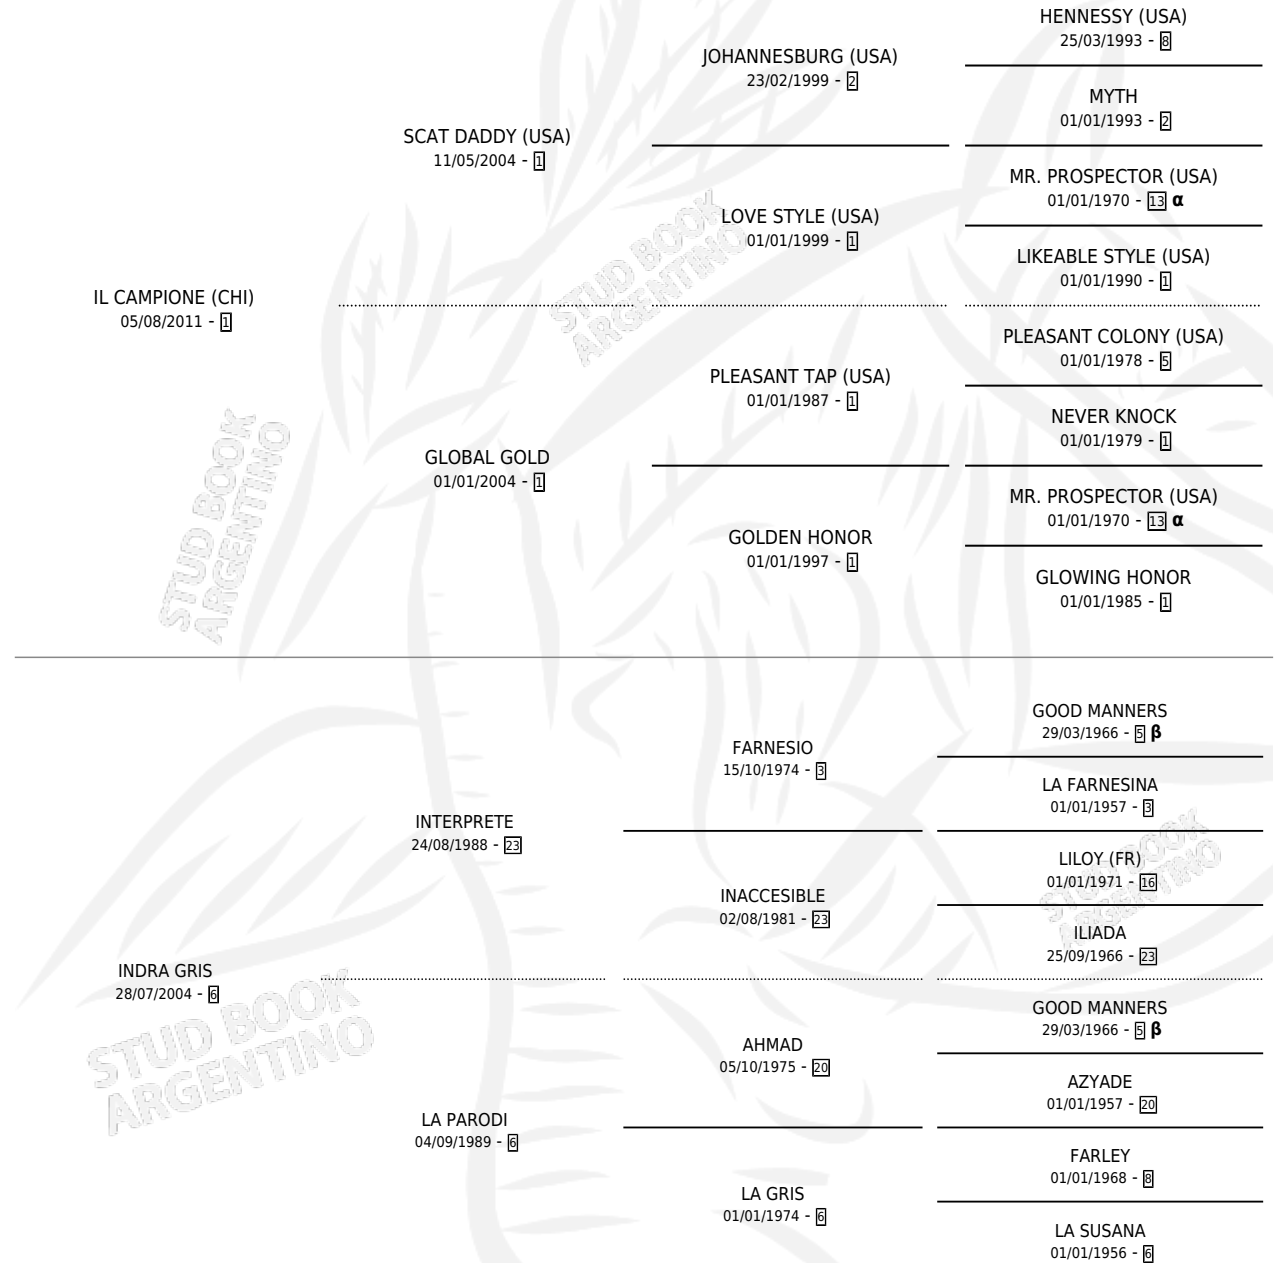 HENNESSY (USA)
25/03/1993 - 8
JOHANNESBURG (USA)
23/02/1999 - 2
MYTH
01/01/1993 - 2
SCAT DADDY (USA)
11/05/2004 - 1
MR. PROSPECTOR (USA)
01/01/1970 - 13 α
LOVE STYLE (USA)
01/01/1999 - 1
LIKEABLE STYLE (USA)
01/01/1990 - 1
IL CAMPIONE (CHI)
05/08/2011 - 1
PLEASANT COLONY (USA)
01/01/1978 - 5
PLEASANT TAP (USA)
01/01/1987 - 1
NEVER KNOCK
01/01/1979 - 1
GLOBAL GOLD
01/01/2004 - 1
MR. PROSPECTOR (USA)
01/01/1970 - 13 α
GOLDEN HONOR
01/01/1997 - 1
GLOWING HONOR
01/01/1985 - 1
GOOD MANNERS
29/03/1966 - 5 β
FARNESIO
15/10/1974 - 3
LA FARNESINA
01/01/1957 - 3
INTERPRETE
24/08/1988 - 23
LILOY (FR)
01/01/1971 - 16
INACCESIBLE
02/08/1981 - 23
ILIADA
25/09/1966 - 23
INDRA GRIS
28/07/2004 - 6
GOOD MANNERS
29/03/1966 - 5 β
AHMAD
05/10/1975 - 20
AZYADE
01/01/1957 - 20
LA PARODI
04/09/1989 - 6
FARLEY
01/01/1968 - 8
LA GRIS
01/01/1974 - 6
LA SUSANA
01/01/1956 - 6
STUD BOOK
ARGENTINO
STUD BOOK
ARGENTINO
STUD BOOK
ARGENTINO
STUD BOOK
ARGENTINO